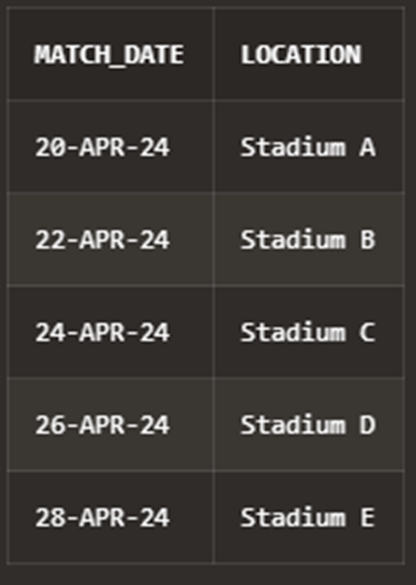 MATCH_DATE LOCATION
20-APR-24 Stadium A
22-APR-24 Stadium B
24-APR-24 Stadium C
26-APR-24 Stadium D
28-APR-24 Stadium E